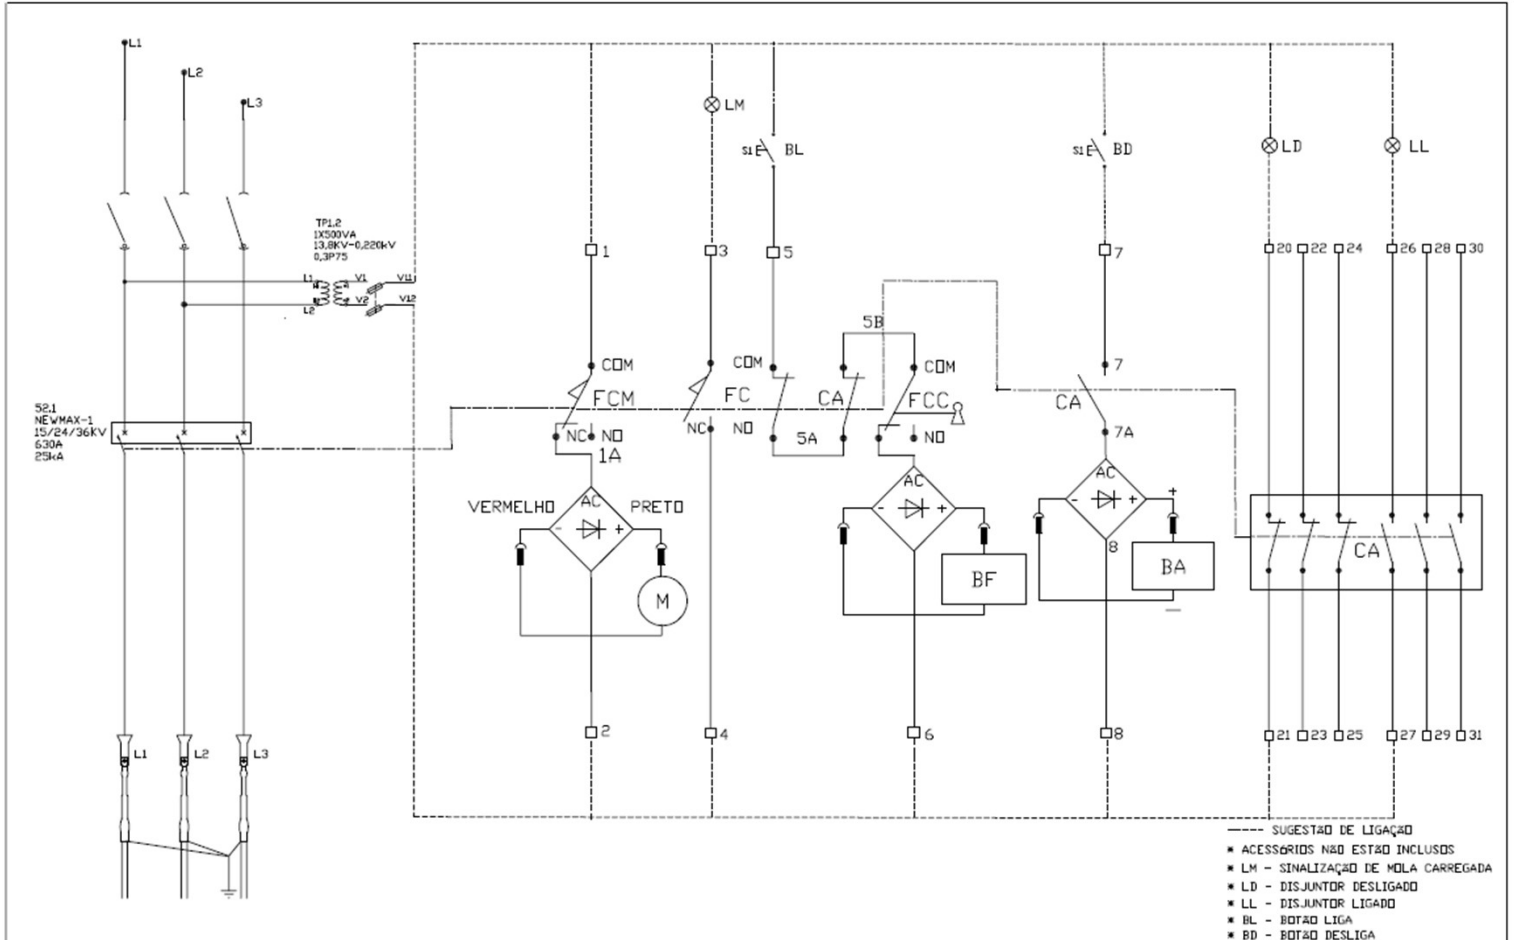 L1
L2
L3
LM
S1 BL
S1 BD
LD
LL
TP1.2
1X500VA
13,8KV-0,220kV
0,3P75
L1 V1 V11
L2 V2 V12
1
3
5
7
20 22 24 26 28 30
5B
COM
COM
COM
7
FCM
FC
CA
FCC
CA
NC NO
NC NO
5A
NO
7A
1A
52.1
NEWMAX-1
15/24/36KV
630A
25kA
VERMELHO AC PRETO
- +
M
AC
- +
BF
AC
- + +
8
BA
—
CA
2
4
6
8
21 23 25 27 29 31
L1 L2 L3
---- SUGESTÃO DE LIGAÇÃO
* ACESSÓRIOS NÃO ESTÃO INCLUSOS
* LM - SINALIZAÇÃO DE MOLA CARREGADA
* LD - DISJUNTOR DESLIGADO
* LL - DISJUNTOR LIGADO
* BL - BOTÃO LIGA
* BD - BOTÃO DESLIGA